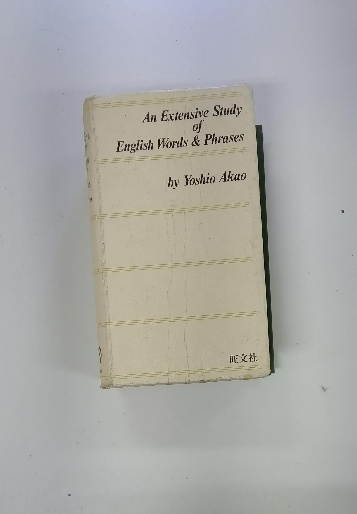 An Extensive Study
of
English Words & Phrases
by Yoshio Akao
旺文社